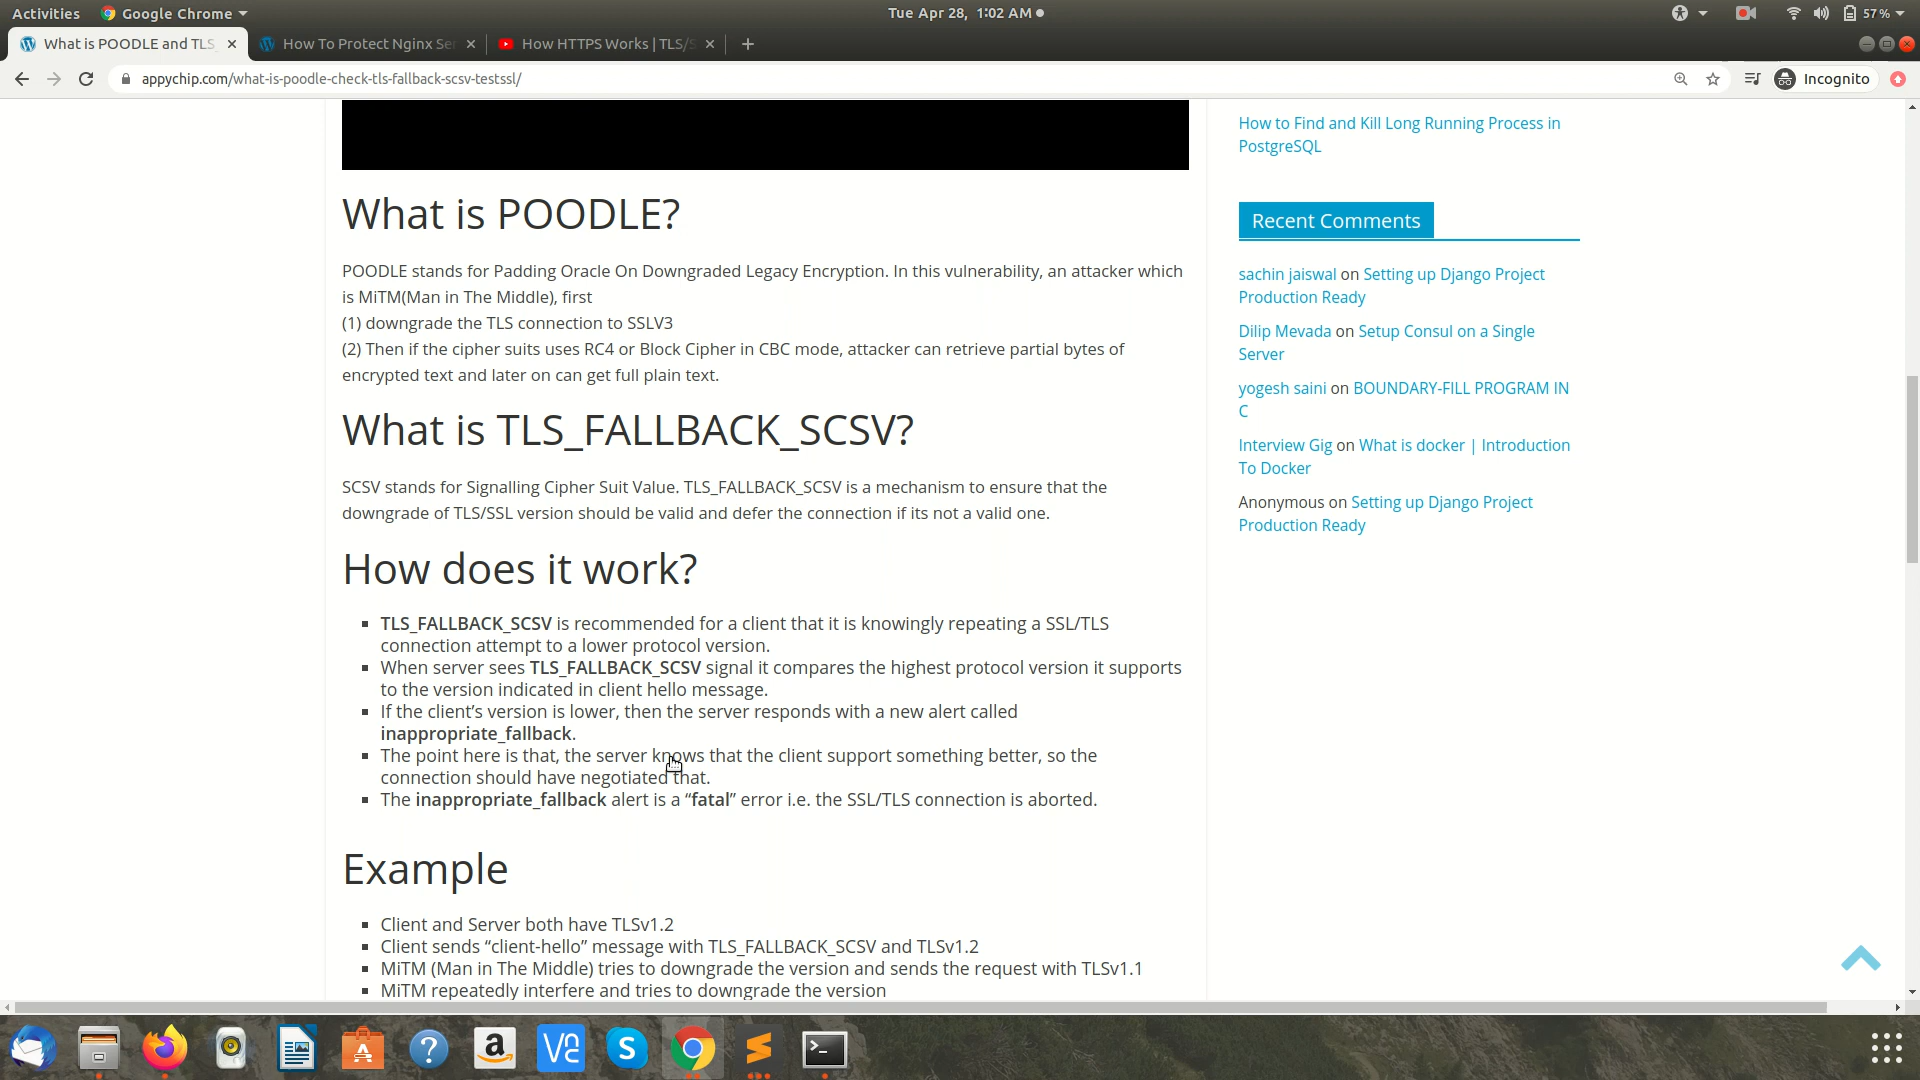 Activities Google Chrome Tue Apr 28, 1:02 AM 57%
What is POODLE and TLS How To Protect Nginx Ser How HTTPS Works | TLS/S
appychip.com/what-is-poodle-check-tls-fallback-scsv-testssl/ Incognito
How to Find and Kill Long Running Process in
PostgreSQL
What is POODLE?
Recent Comments
POODLE stands for Padding Oracle On Downgraded Legacy Encryption. In this vulnerability, an attacker which
is MiTM(Man in The Middle), first
(1) downgrade the TLS connection to SSLV3
(2) Then if the cipher suits uses RC4 or Block Cipher in CBC mode, attacker can retrieve partial bytes of
encrypted text and later on can get full plain text.
sachin jaiswal on Setting up Django Project
Production Ready
Dilip Mevada on Setup Consul on a Single
Server
yogesh saini on BOUNDARY-FILL PROGRAM IN
C
Interview Gig on What is docker | Introduction
To Docker
Anonymous on Setting up Django Project
Production Ready
What is TLS_FALLBACK_SCSV?
SCSV stands for Signalling Cipher Suit Value. TLS_FALLBACK_SCSV is a mechanism to ensure that the
downgrade of TLS/SSL version should be valid and defer the connection if its not a valid one.
How does it work?
TLS_FALLBACK_SCSV is recommended for a client that it is knowingly repeating a SSL/TLS
connection attempt to a lower protocol version.
When server sees TLS_FALLBACK_SCSV signal it compares the highest protocol version it supports
to the version indicated in client hello message.
If the client’s version is lower, then the server responds with a new alert called
inappropriate_fallback.
The point here is that, the server knows that the client support something better, so the
connection should have negotiated that.
The inappropriate_fallback alert is a “fatal” error i.e. the SSL/TLS connection is aborted.
Example
Client and Server both have TLSv1.2
Client sends “client-hello” message with TLS_FALLBACK_SCSV and TLSv1.2
MiTM (Man in The Middle) tries to downgrade the version and sends the request with TLSv1.1
MiTM repeatedly interfere and tries to downgrade the version